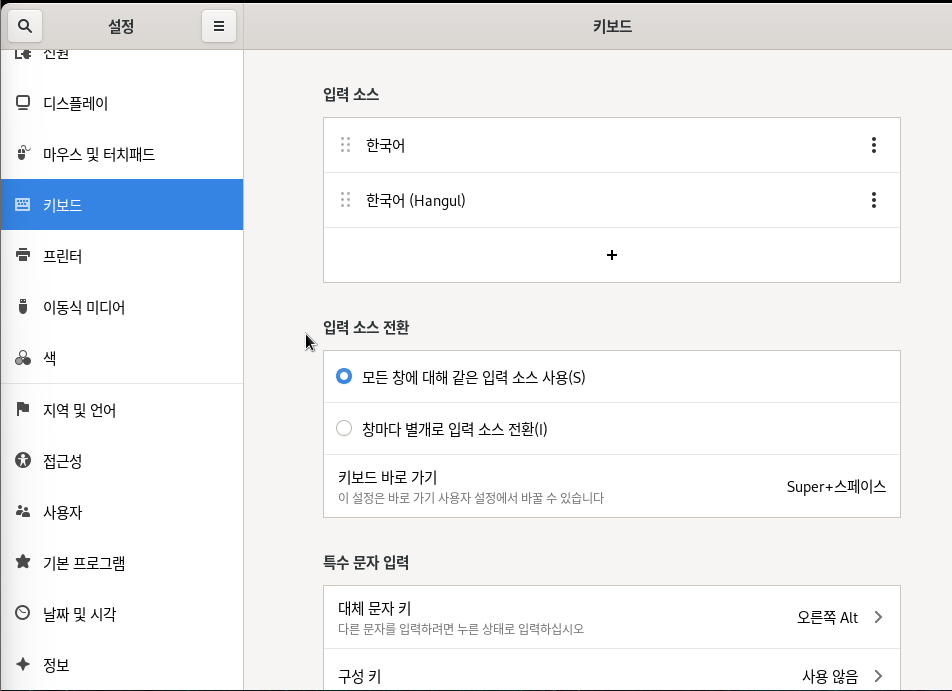 설정
키보드
전원
디스플레이
마우스 및 터치패드
키보드
프린터
이동식 미디어
색
지역 및 언어
접근성
사용자
기본 프로그램
날짜 및 시각
정보
입력 소스
한국어
한국어 (Hangul)
+
입력 소스 전환
모든 창에 대해 같은 입력 소스 사용(S)
창마다 별개로 입력 소스 전환(I)
키보드 바로 가기
이 설정은 바로 가기 사용자 설정에서 바꿀 수 있습니다
Super+스페이스
특수 문자 입력
대체 문자 키
다른 문자를 입력하려면 누른 상태로 입력하십시오
오른쪽 Alt
구성 키
사용 않음